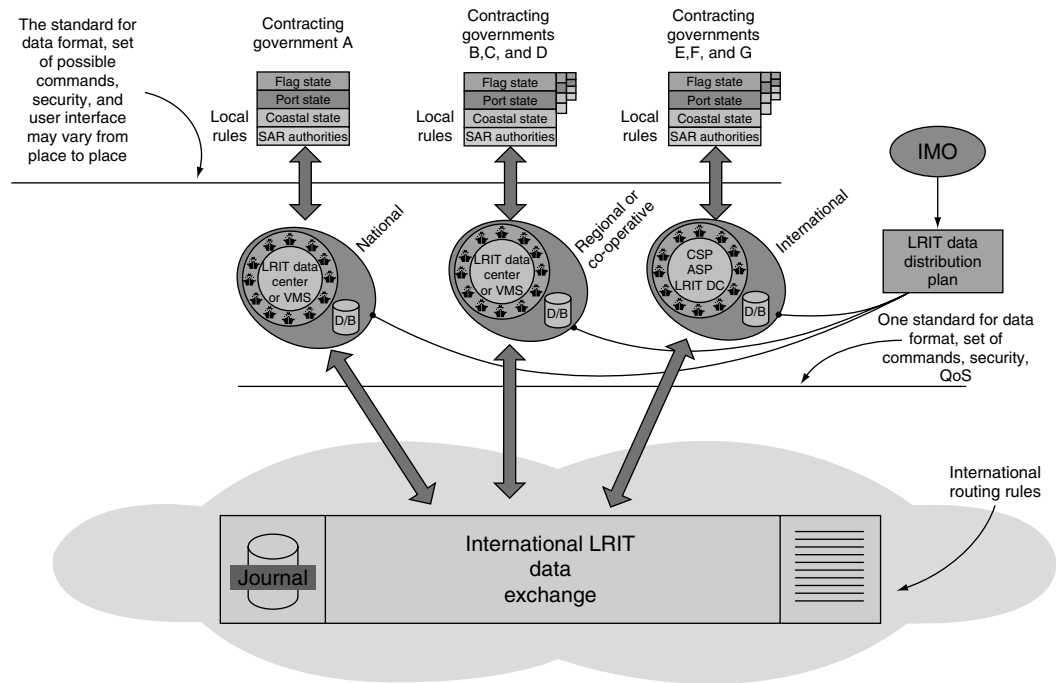 The standard for
data format, set
of possible
commands,
security, and
user interface
may vary from
place to place
Contracting
government A
Local
rules
Flag state
Port state
Coastal state
SAR authorities
Contracting
governments
B,C, and D
Local
rules
Flag state
Port state
Coastal state
SAR authorities
Contracting
governments
E,F, and G
Local
rules
Flag state
Port state
Coastal state
SAR authorities
IMO
LRIT data
distribution
plan
National
LRIT data
center
or VMS
D/B
Regional or
co-operative
LRIT data
center
or VMS
D/B
International
CSP
ASP
LRIT DC
D/B
One standard for data
format, set of
commands, security,
QoS
International
routing rules
Journal
International LRIT
data
exchange